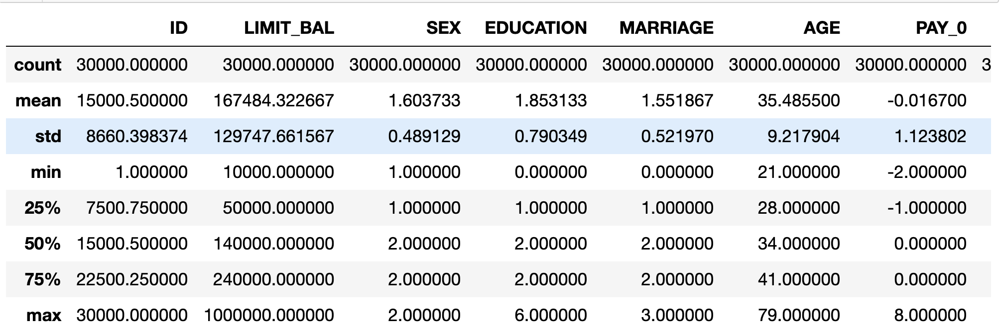 ID LIMIT_BAL SEX EDUCATION MARRIAGE AGE PAY_0
count 30000.000000 30000.000000 30000.000000 30000.000000 30000.000000 30000.000000 30000.000000 3
mean 15000.500000 167484.322667 1.603733 1.853133 1.551867 35.485500 -0.016700
std 8660.398374 129747.661567 0.489129 0.790349 0.521970 9.217904 1.123802
min 1.000000 10000.000000 1.000000 0.000000 0.000000 21.000000 -2.000000
25% 7500.750000 50000.000000 1.000000 1.000000 1.000000 28.000000 -1.000000
50% 15000.500000 140000.000000 2.000000 2.000000 2.000000 34.000000 0.000000
75% 22500.250000 240000.000000 2.000000 2.000000 2.000000 41.000000 0.000000
max 30000.000000 1000000.000000 2.000000 6.000000 3.000000 79.000000 8.000000